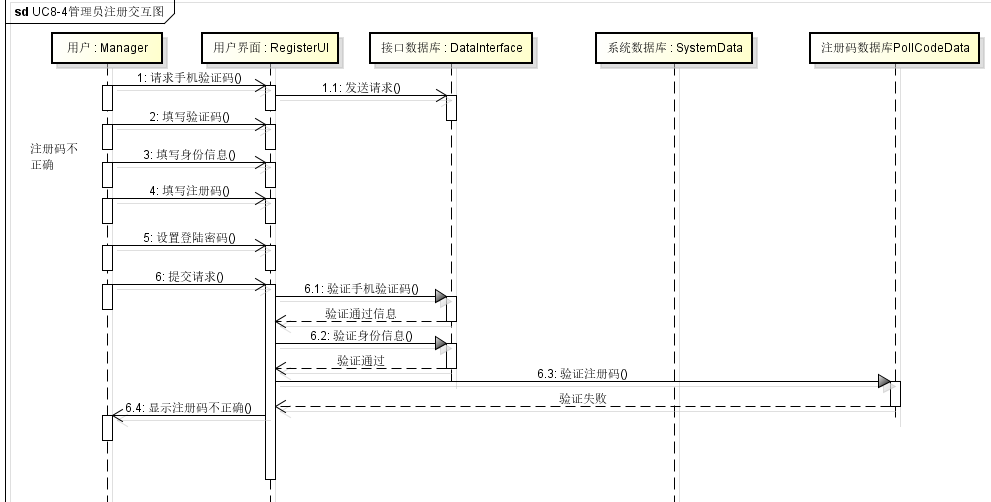 sd UC8-4管理员注册交互图
用户 : Manager
用户界面 : RegisterUI
接口数据库 : DataInterface
系统数据库 : SystemData
注册码数据库PollCodeData
1: 请求手机验证码()
1.1: 发送请求()
2: 填写验证码()
注册码不
正确
3: 填写身份信息()
4: 填写注册码()
5: 设置登陆密码()
6: 提交请求()
6.1: 验证手机验证码()
验证通过信息
6.2: 验证身份信息()
验证通过
6.3: 验证注册码()
验证失败
6.4: 显示注册码不正确()